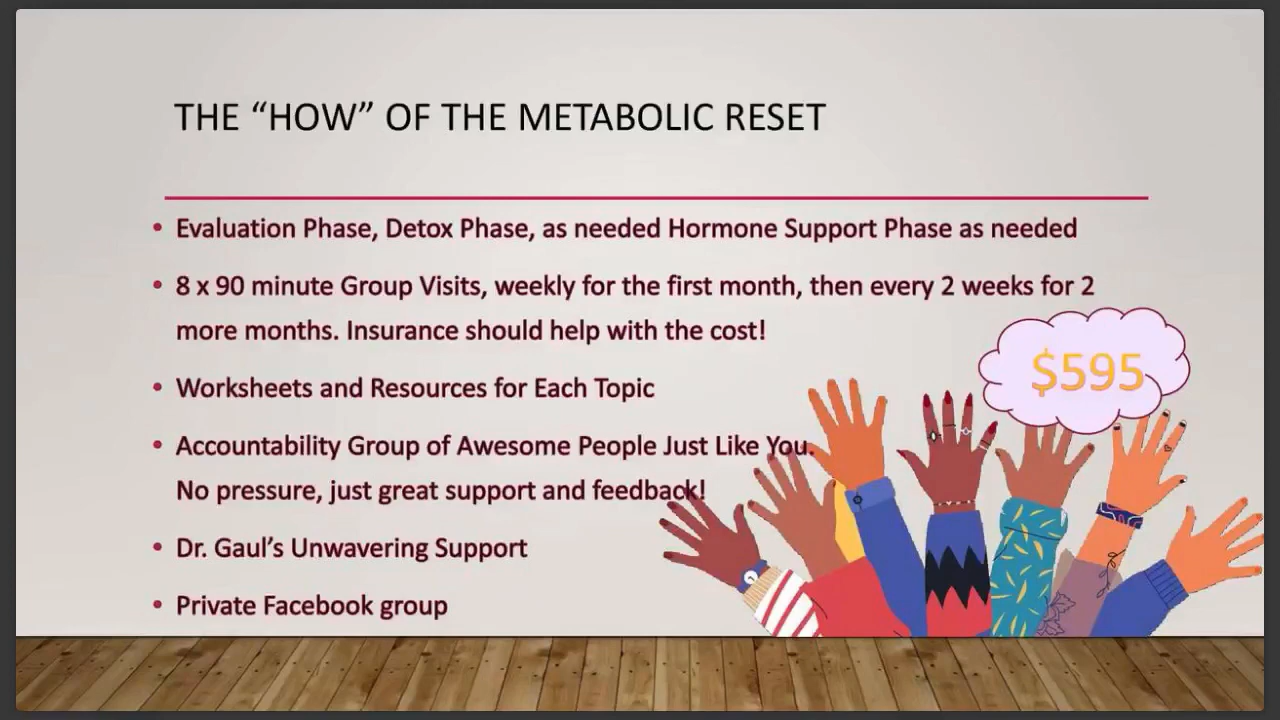 THE “HOW” OF THE METABOLIC RESET
• Evaluation Phase, Detox Phase, as needed Hormone Support Phase as needed
• 8 x 90 minute Group Visits, weekly for the first month, then every 2 weeks for 2
more months. Insurance should help with the cost!
$595
• Worksheets and Resources for Each Topic
• Accountability Group of Awesome People Just Like You.
No pressure, just great support and feedback!
• Dr. Gaul’s Unwavering Support
• Private Facebook group